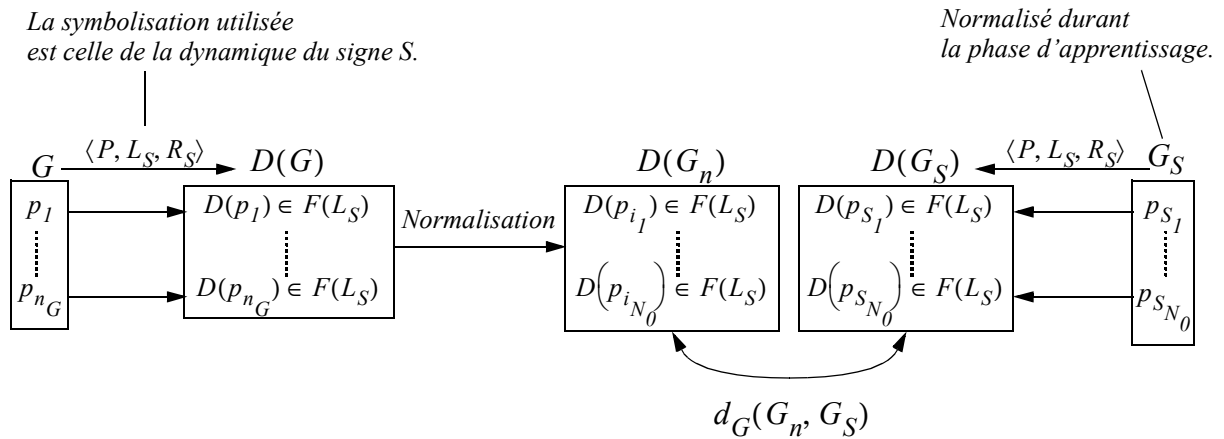 La symbolisation utilisée
est celle de la dynamique du signe S.
Normalisé durant
la phase d’apprentissage.
G ⟨P, L_S, R_S⟩ D(G) D(G_n) D(G_S) ⟨P, L_S, R_S⟩ G_S
p_1 D(p_1) ∈ F(L_S) Normalisation D(p_{i_1}) ∈ F(L_S) D(p_{S_1}) ∈ F(L_S) p_{S_1}
p_{n_G} D(p_{n_G}) ∈ F(L_S) D(p_{i_{N_0}}) ∈ F(L_S) D(p_{S_{N_0}}) ∈ F(L_S) p_{S_{N_0}}
d_G(G_n, G_S)